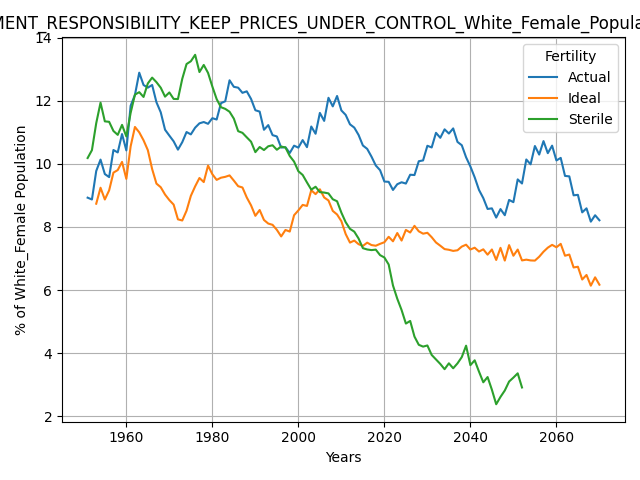 MENT_RESPONSIBILITY_KEEP_PRICES_UNDER_CONTROL_White_Female_Popula
14
12
10
8
6
4
2
% of White_Female Population
1960
1980
2000
2020
2040
2060
Years
Fertility
Actual
Ideal
Sterile